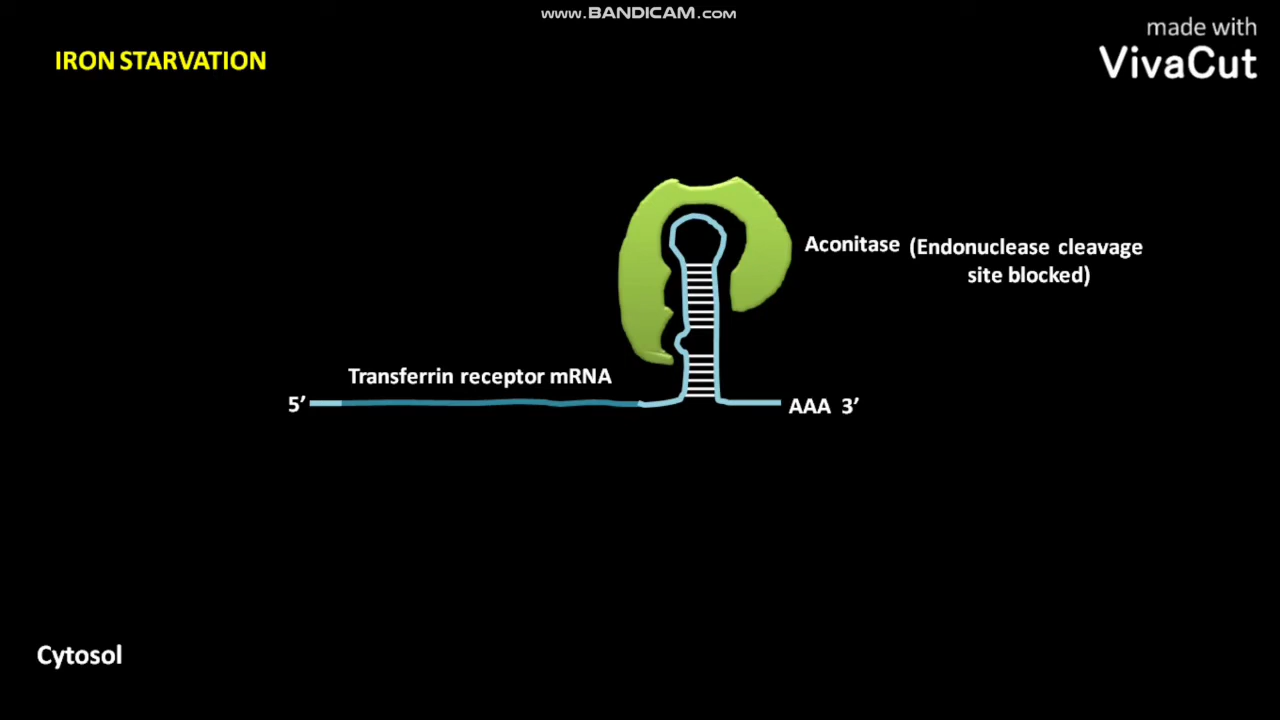 www.BANDICAM.com
made with
VivaCut
IRON STARVATION
Aconitase (Endonuclease cleavage
site blocked)
Transferrin receptor mRNA
5’ AAA 3’
Cytosol